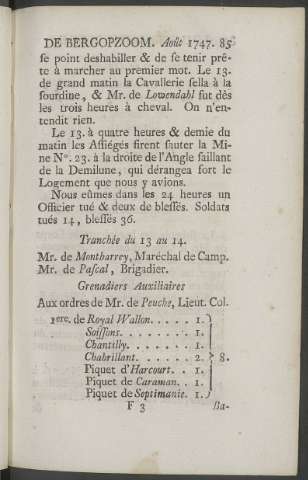 DE BERGOPZOOM. Août 1747. 85
se point deshabiller & de se tenir prê-
te à marcher au premier mot. Le 13.
de grand matin la Cavallerie sella à la
sourdine, & Mr. de Lowendahl fut dès
les trois heures à cheval. On n'en-
tendit rien.
Le 13. à quatre heures & demie du
matin les Assiégés firent sauter la Mi-
ne N°. 23. à la droite de l'Angle saillant
de la Demilune, qui dérangea fort le
Logement que nous y avions.
Nous eûmes dans les 24 heures un
Officier tué & deux de blessés. Soldats
tués 14, blessés 36.
Tranchée du 13 au 14.
Mr. de Montbarrey, Maréchal de Camp.
Mr. de Pascal, Brigadier.
Grenadiers Auxiliaires
Aux ordres de Mr. de Peuche, Lieut. Col.
1ere. de Royal Wallon. . . . . 1.
Soissons. . . . . . . . 1.
Chantilly. . . . . . . 1.
Chabrillant. . . . . . 2. } 8.
Piquet d'Harcourt. . 1.
Piquet de Caraman. . 1.
Piquet de Septimanie. 1.
F 3 Ba-